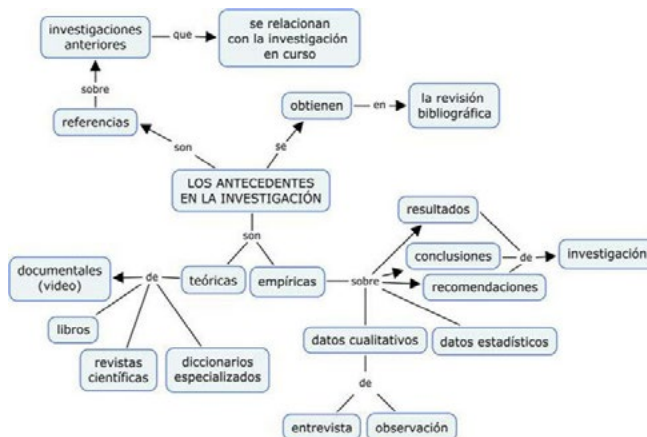 investigaciones
anteriores
que
se relacionan
con la investigación
en curso
sobre
obtienen
en
la revisión
bibliográfica
referencias
son
se
LOS ANTECEDENTES
EN LA INVESTIGACIÓN
resultados
son
conclusiones
de
investigación
documentales
(video)
de
teóricas
empíricas
sobre
recomendaciones
libros
revistas
científicas
diccionarios
especializados
datos cualitativos
datos estadísticos
de
entrevista
observación